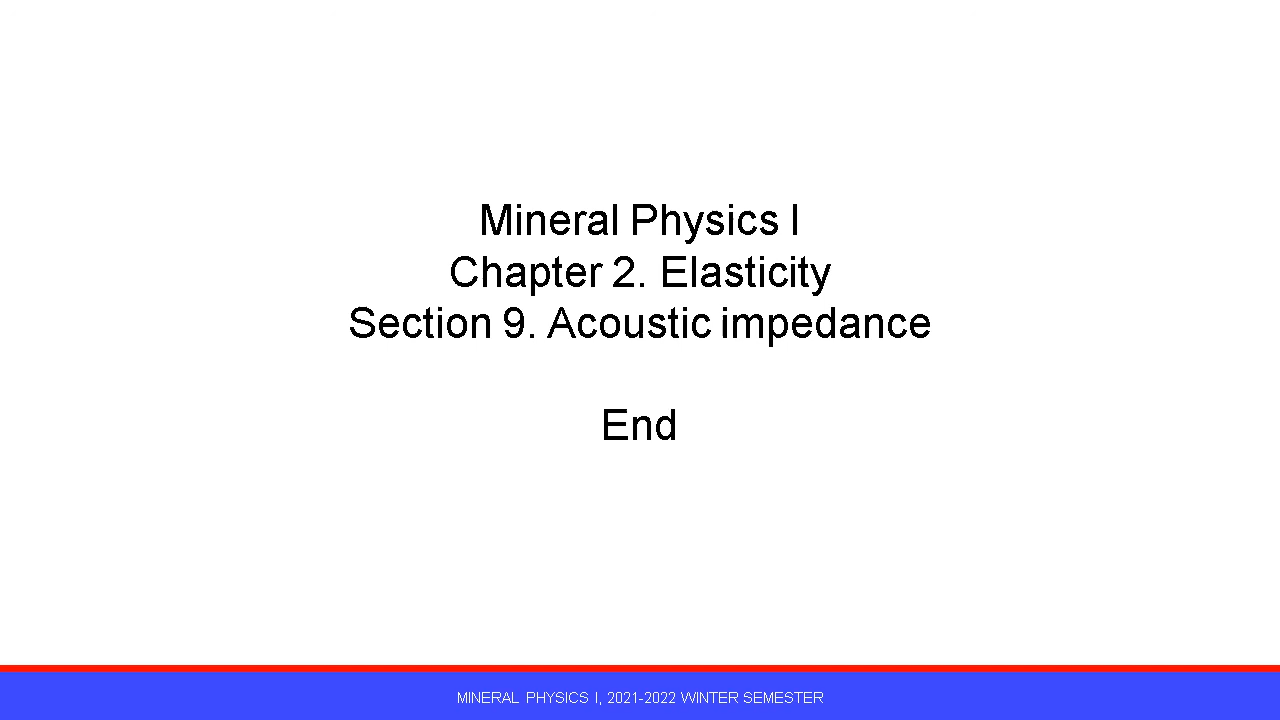 Mineral Physics I
Chapter 2. Elasticity
Section 9. Acoustic impedance
End
MINERAL PHYSICS I, 2021-2022 WINTER SEMESTER